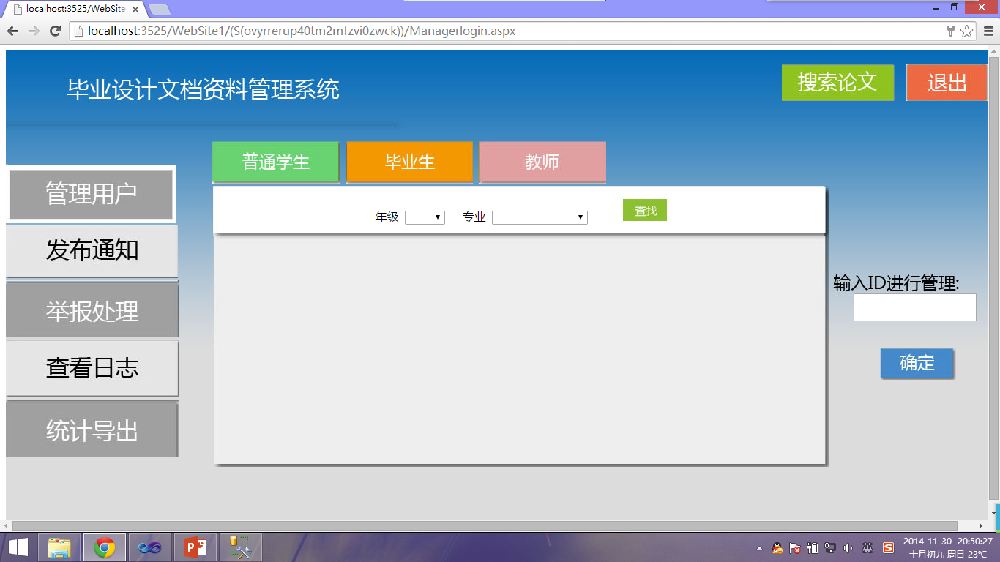 localhost:3525/WebSite
localhost:3525/WebSite1/(S(ovyrrerup40tm2mfzvi0zwck))/Managerlogin.aspx
毕业设计文档资料管理系统
搜索论文
退出
普通学生
毕业生
教师
管理用户
年级
专业
查找
发布通知
输入ID进行管理:
举报处理
查看日志
确定
统计导出
英
2014-11-30 20:50:27
十月初九 周日 23℃